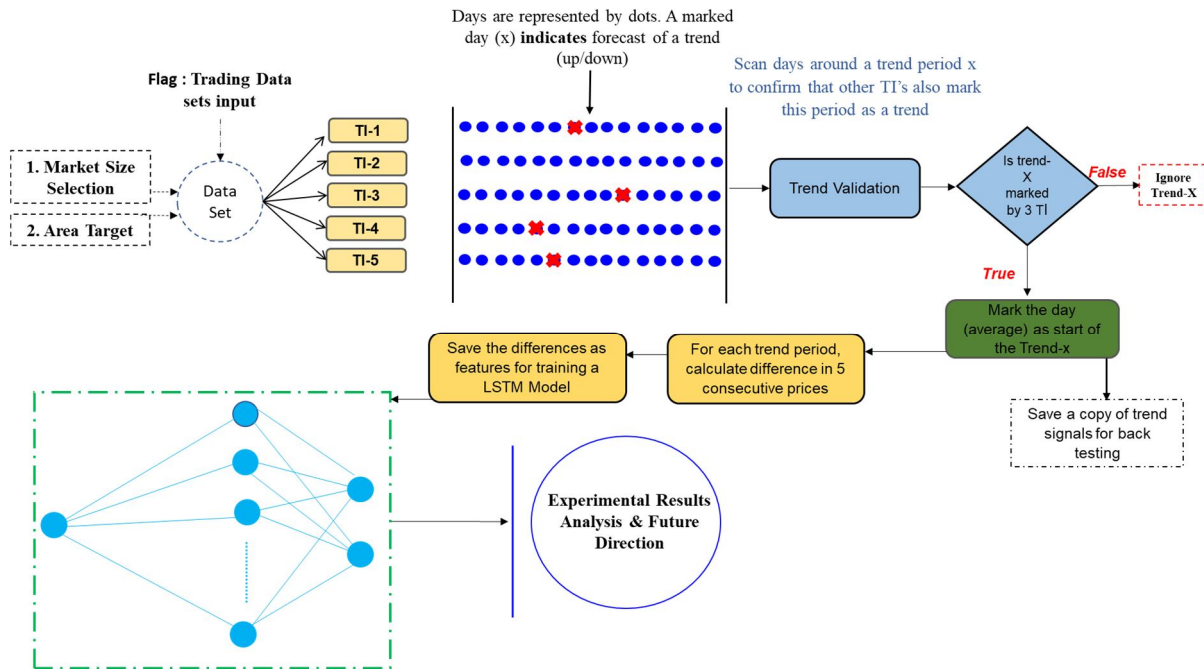 Days are represented by dots. A marked
day (x) indicates forecast of a trend
(up/down)
Flag : Trading Data
sets input
Scan days around a trend period x
to confirm that other TI's also mark
this period as a trend
1. Market Size
Selection
2. Area Target
Data
Set
TI-1
TI-2
TI-3
TI-4
TI-5
Trend Validation
Is trend-
X
marked
by 3 TI
False
Ignore
Trend-X
True
Mark the day
(average) as start of
the Trend-x
For each trend period,
calculate difference in 5
consecutive prices
Save the differences as
features for training a
LSTM Model
Save a copy of trend
signals for back
testing
Experimental Results
Analysis & Future
Direction